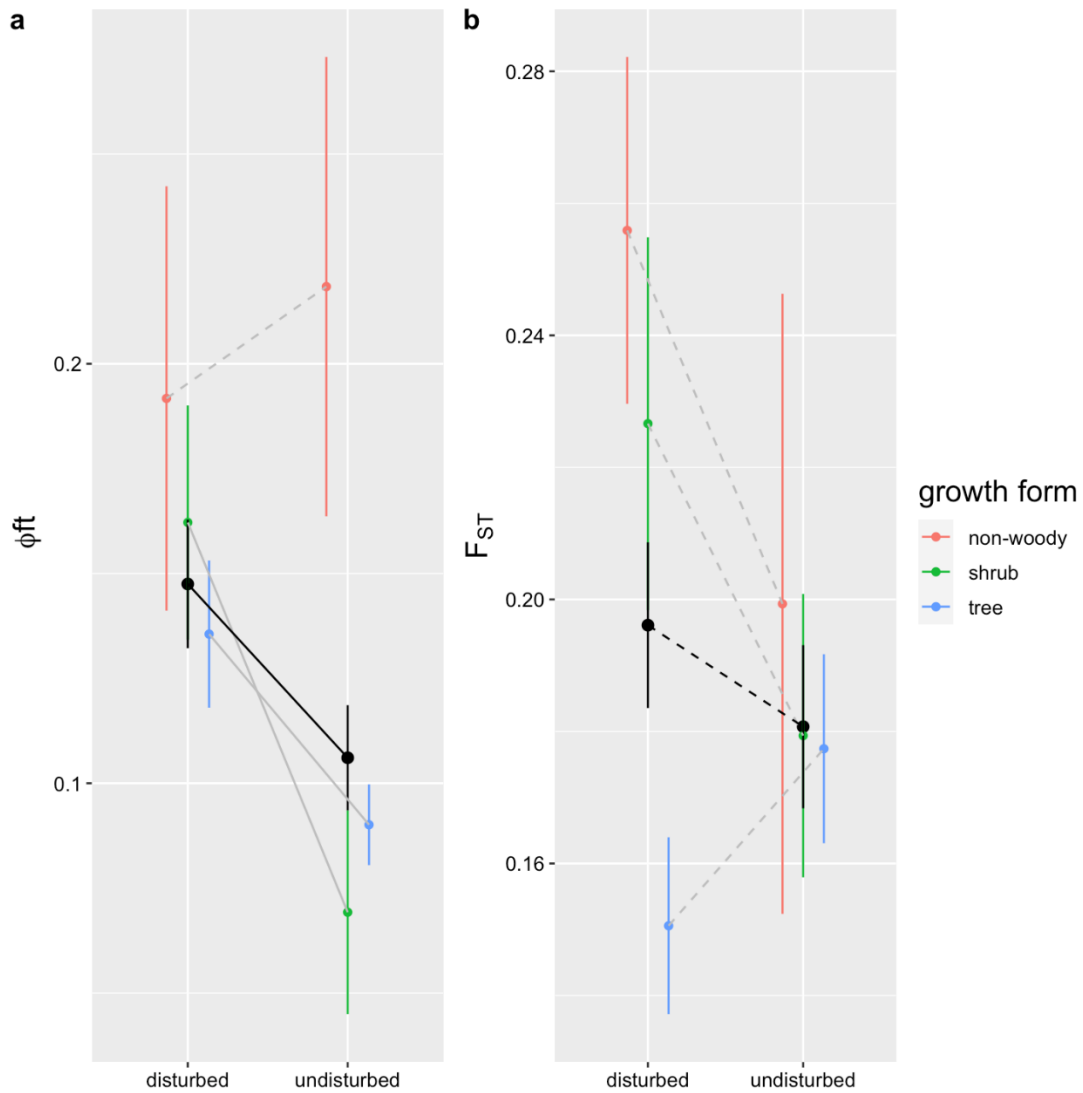 a
b
0.2
0.1
φft
disturbed
undisturbed
0.28
0.24
0.20
0.16
FST
disturbed
undisturbed
growth form
non-woody
shrub
tree